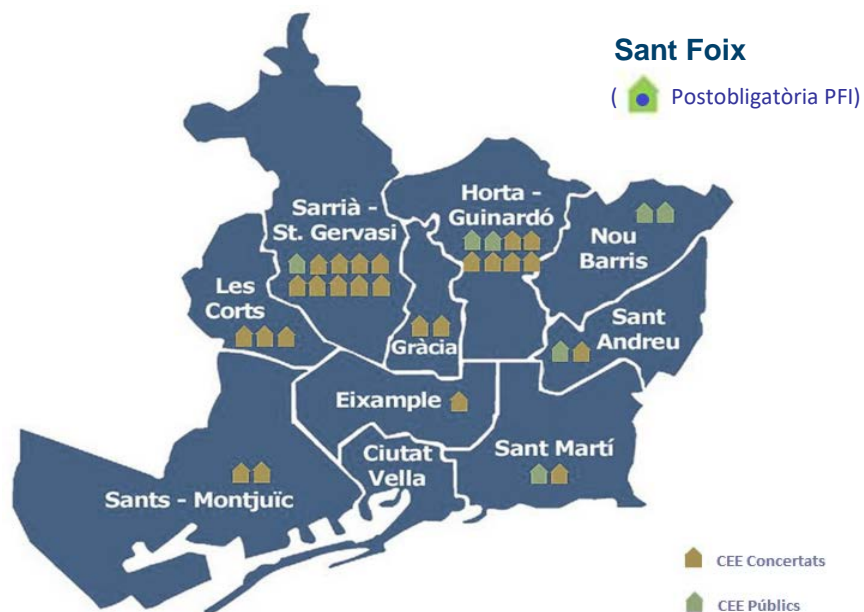 Sant Foix
( Postobligatòria PFI)
Horta -
Guinardó
Sarrià -
St. Gervasi
Nou
Barris
Les
Corts
Sant
Andreu
Gràcia
Eixample
Ciutat
Vella
Sant Martí
Sants - Montjuïc
CEE Concertats
CEE Públics